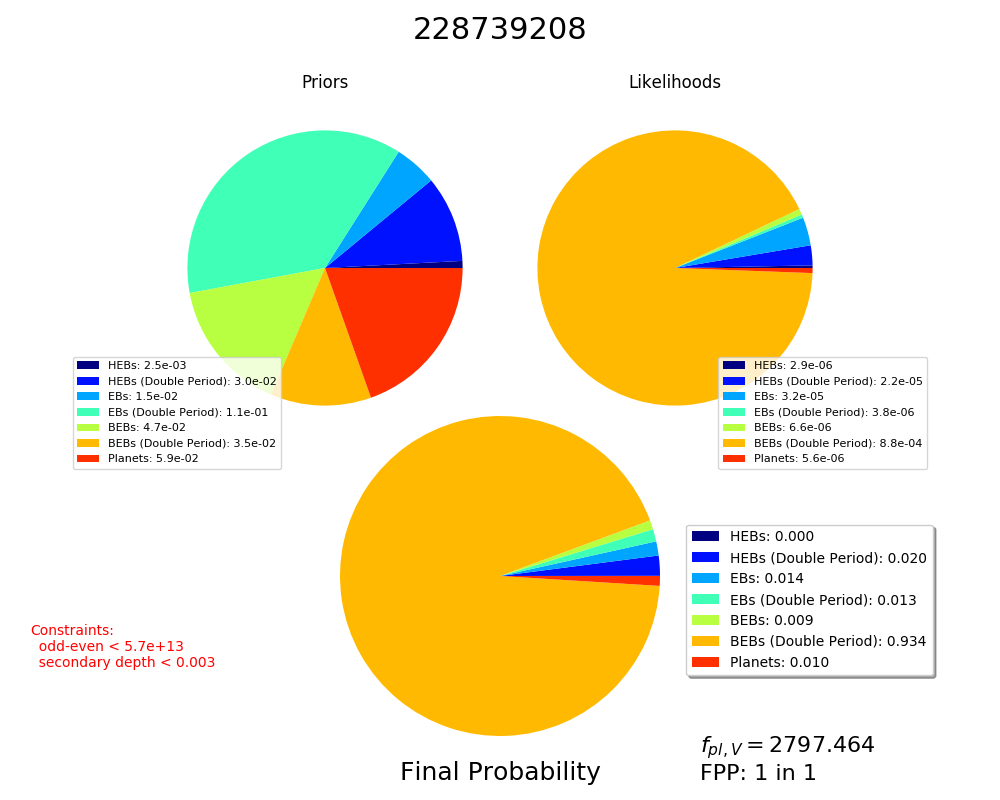 228739208
Priors
Likelihoods
HEBs: 2.5e-03
HEBs (Double Period): 3.0e-02
EBs: 1.5e-02
EBs (Double Period): 1.1e-01
BEBs: 4.7e-02
BEBs (Double Period): 3.5e-02
Planets: 5.9e-02
HEBs: 2.9e-06
HEBs (Double Period): 2.2e-05
EBs: 3.2e-05
EBs (Double Period): 3.8e-06
BEBs: 6.6e-06
BEBs (Double Period): 8.8e-04
Planets: 5.6e-06
HEBs: 0.000
HEBs (Double Period): 0.020
EBs: 0.014
EBs (Double Period): 0.013
BEBs: 0.009
BEBs (Double Period): 0.934
Planets: 0.010
Constraints:
odd-even < 5.7e+13
secondary depth < 0.003
Final Probability
f_{pl,V} = 2797.464
FPP: 1 in 1